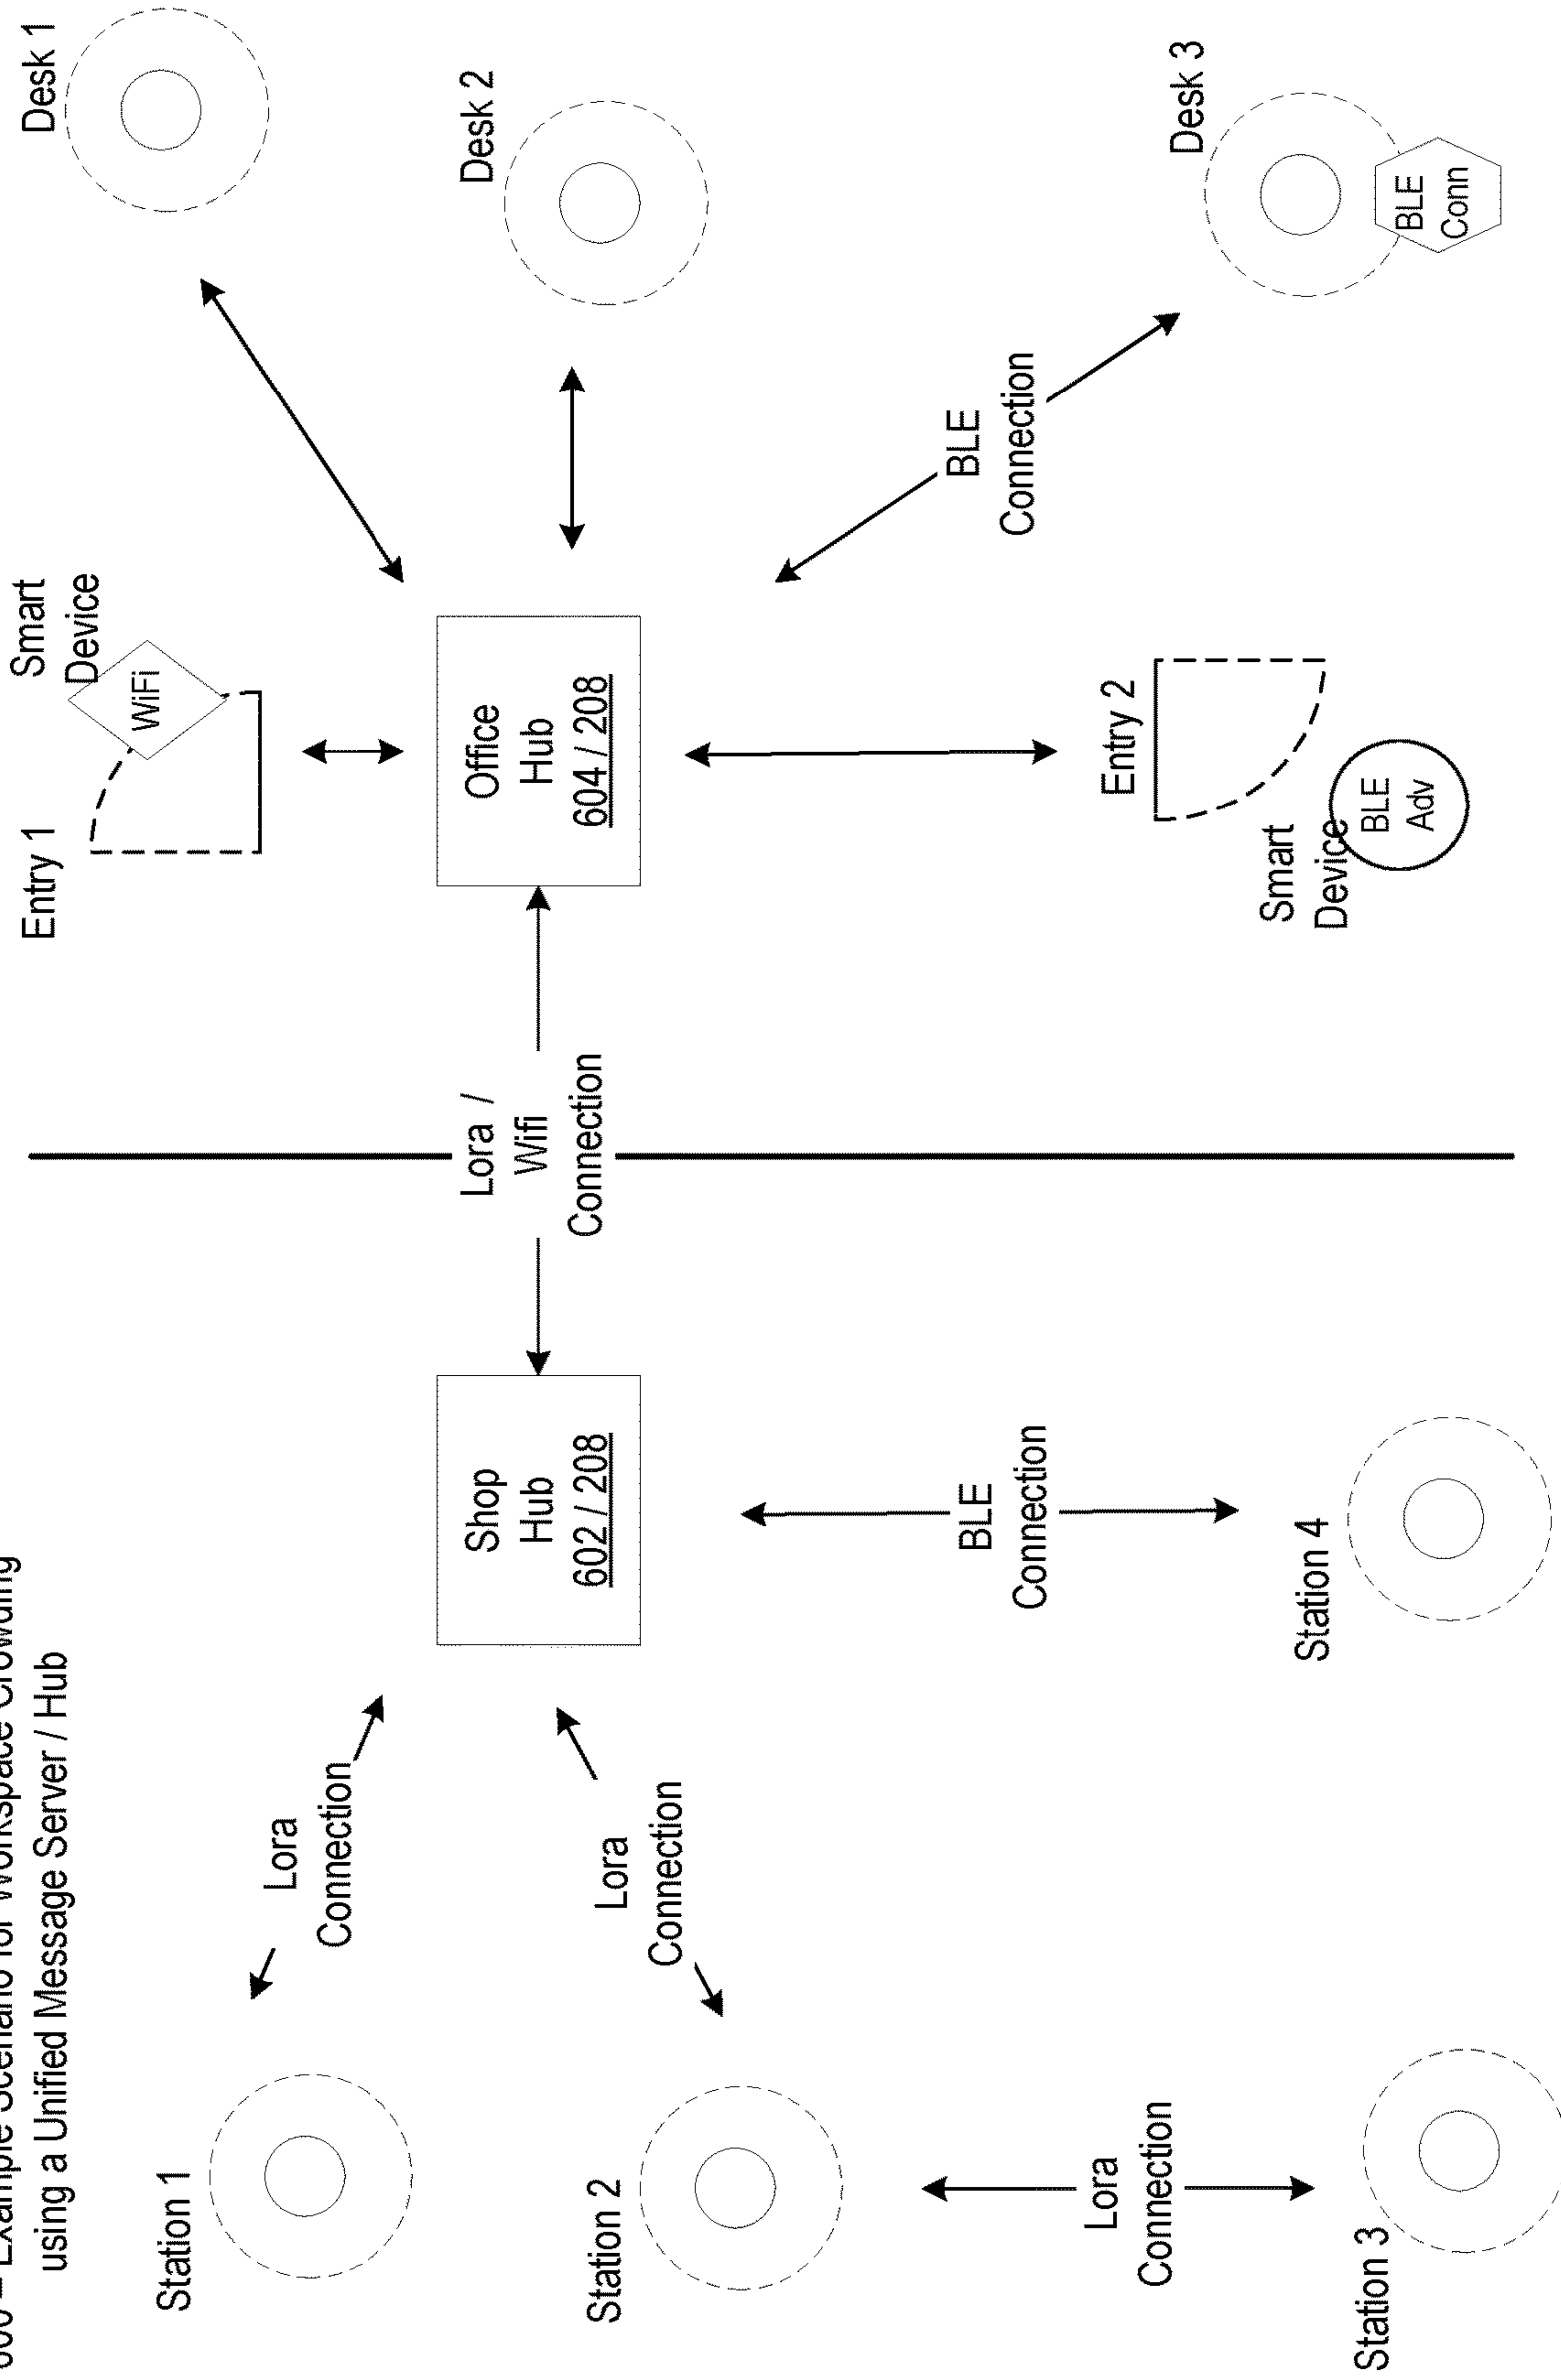 600 – Example Scenario for Workspace Crowding
using a Unified Message Server / Hub
Station 1
Lora
Connection
Station 2
Lora
Connection
Lora
Connection
Station 3
Shop
Hub
602 / 208
BLE
Connection
Station 4
Lora /
Wifi
Connection
Entry 1
Smart
Device
WiFi
Office
Hub
604 / 208
Entry 2
Smart
Device
BLE
Adv
Desk 1
Desk 2
BLE
Connection
Desk 3
BLE
Conn